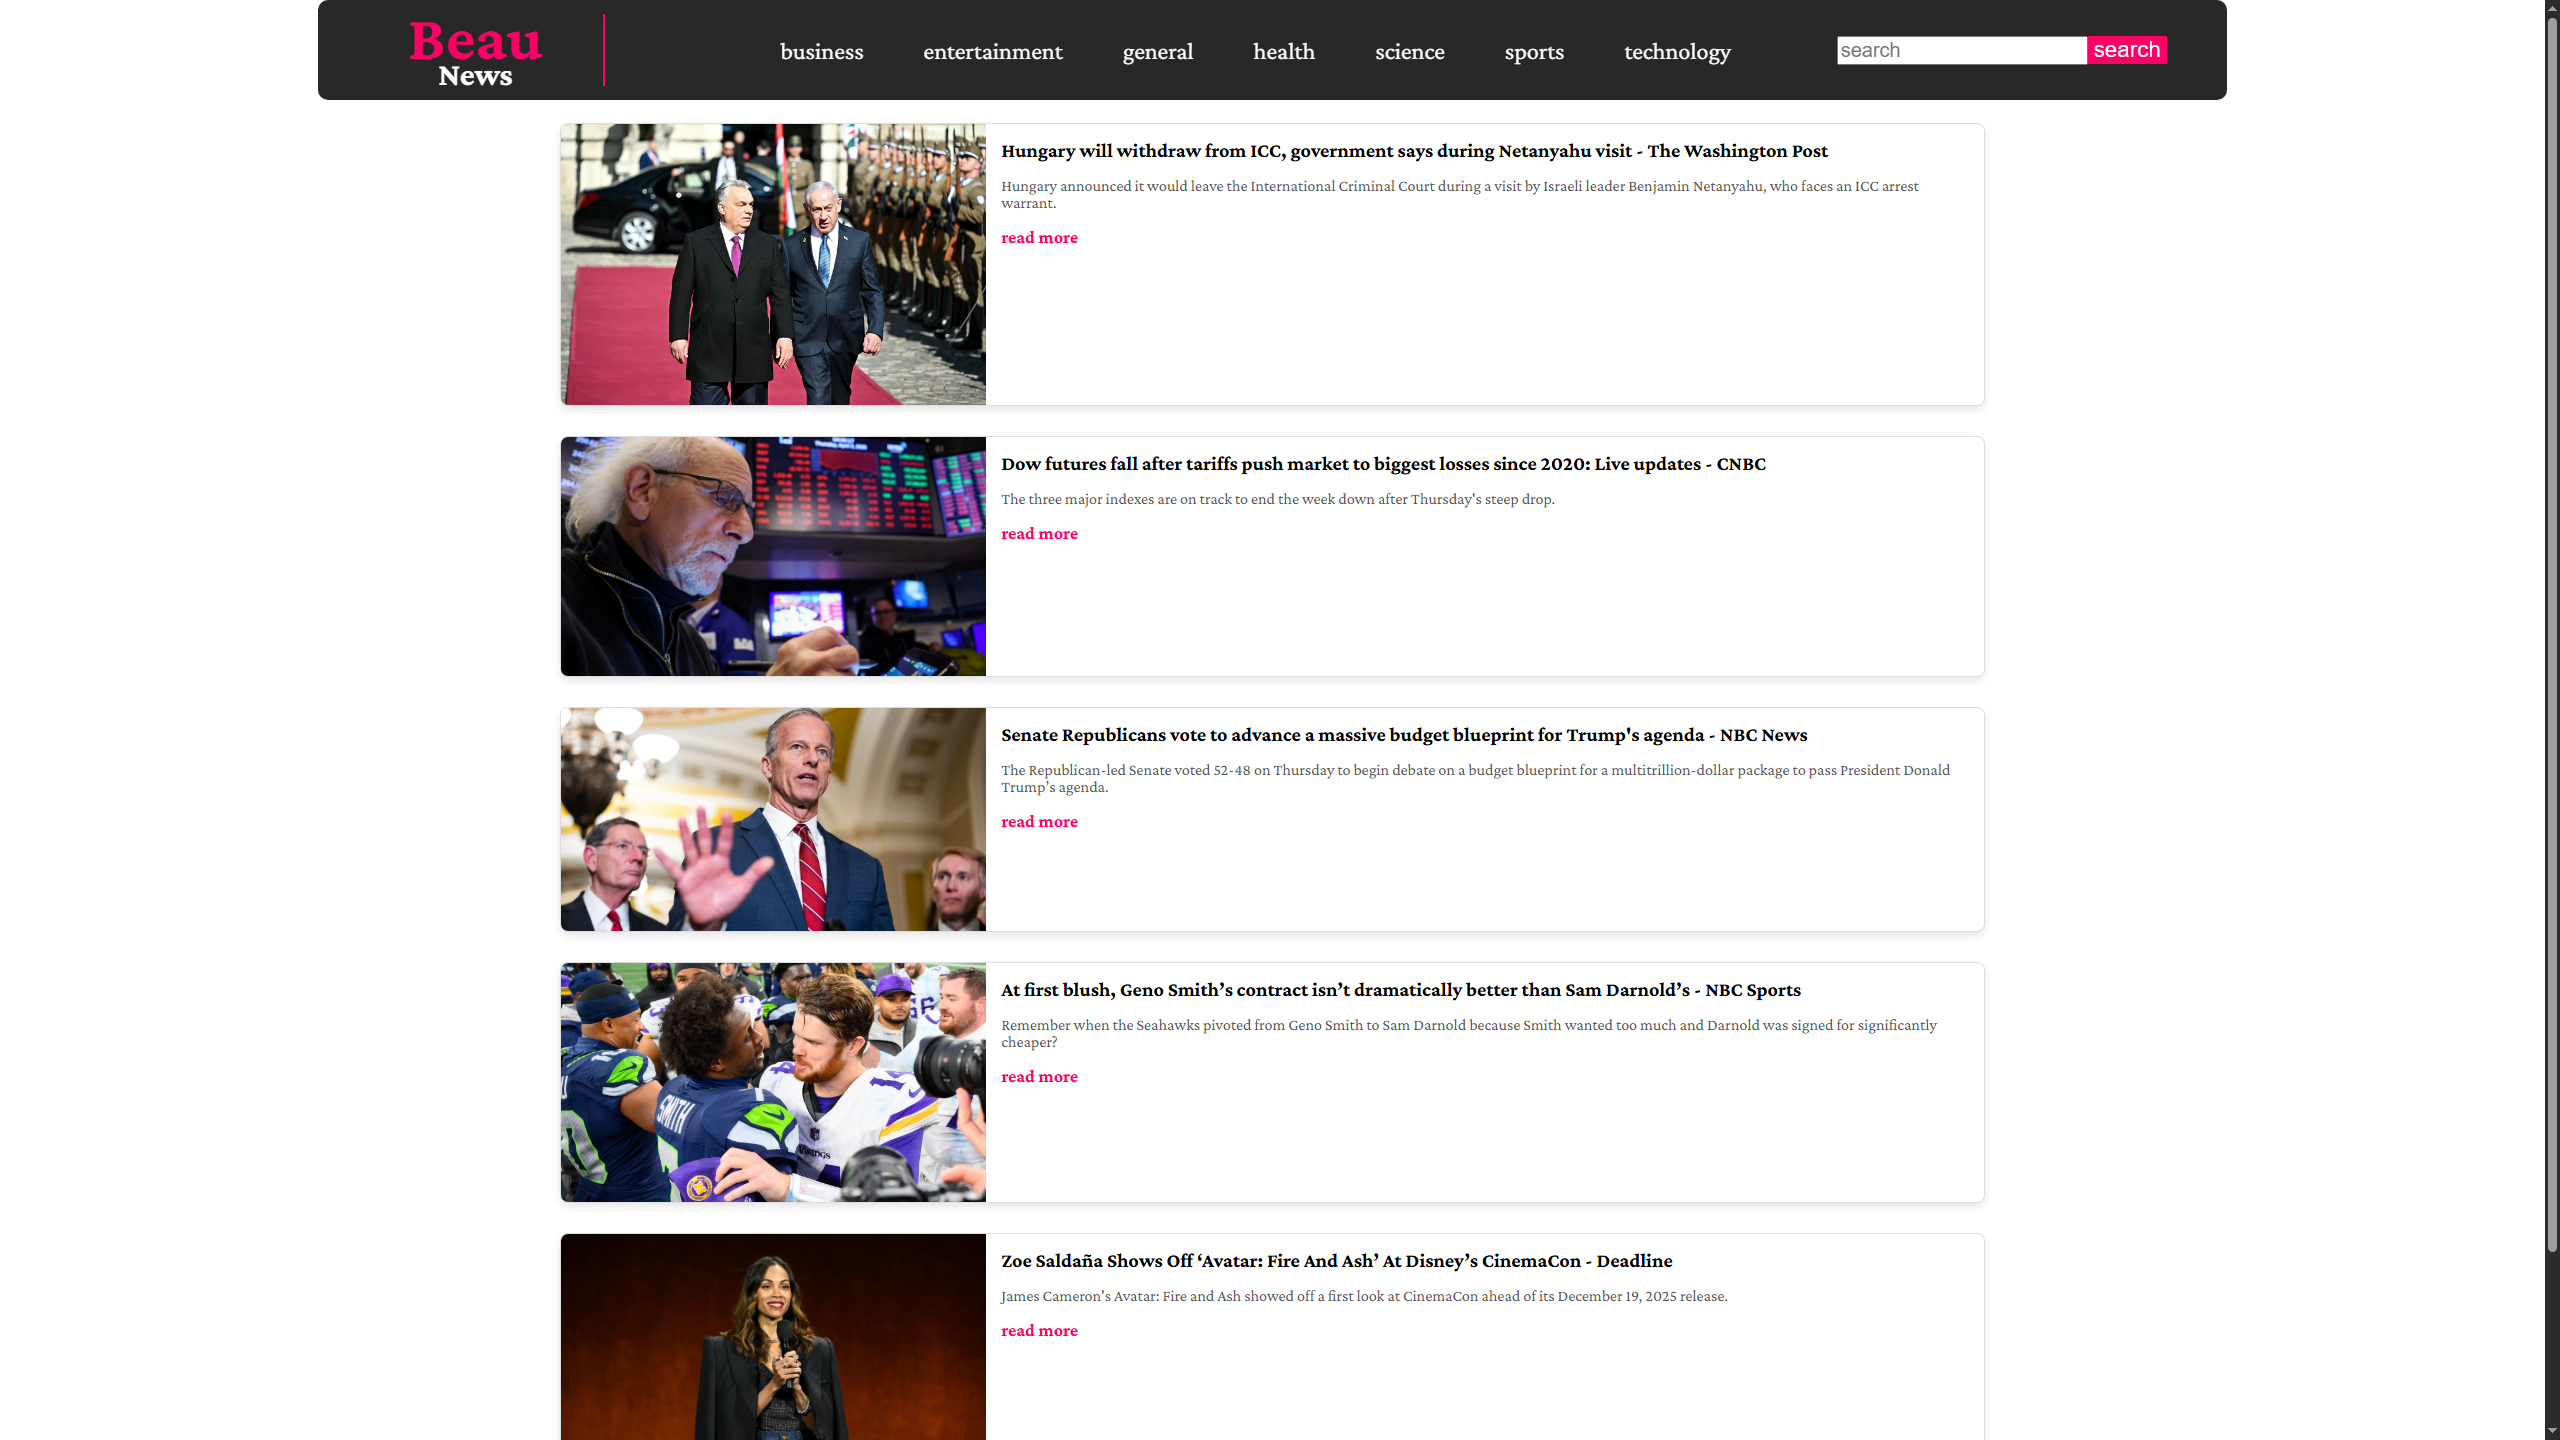 Beau
News
business entertainment general health science sports technology
search search
Hungary will withdraw from ICC, government says during Netanyahu visit - The Washington Post
Hungary announced it would leave the International Criminal Court during a visit by Israeli leader Benjamin Netanyahu, who faces an ICC arrest
warrant.
read more
Dow futures fall after tariffs push market to biggest losses since 2020: Live updates - CNBC
The three major indexes are on track to end the week down after Thursday's steep drop.
read more
Senate Republicans vote to advance a massive budget blueprint for Trump's agenda - NBC News
The Republican-led Senate voted 52-48 on Thursday to begin debate on a budget blueprint for a multitrillion-dollar package to pass President Donald
Trump’s agenda.
read more
SMITH
At first blush, Geno Smith’s contract isn’t dramatically better than Sam Darnold’s - NBC Sports
Remember when the Seahawks pivoted from Geno Smith to Sam Darnold because Smith wanted too much and Darnold was signed for significantly
cheaper?
read more
Zoe Saldaña Shows Off ‘Avatar: Fire And Ash’ At Disney’s CinemaCon - Deadline
James Cameron's Avatar: Fire and Ash showed off a first look at CinemaCon ahead of its December 19, 2025 release.
read more